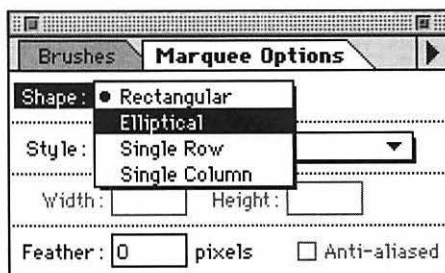 Brushes Marquee Options
Shape: Rectangular
Elliptical
Style: Single Row
Single Column
Width: Height:
Feather: 0 pixels Anti-aliased